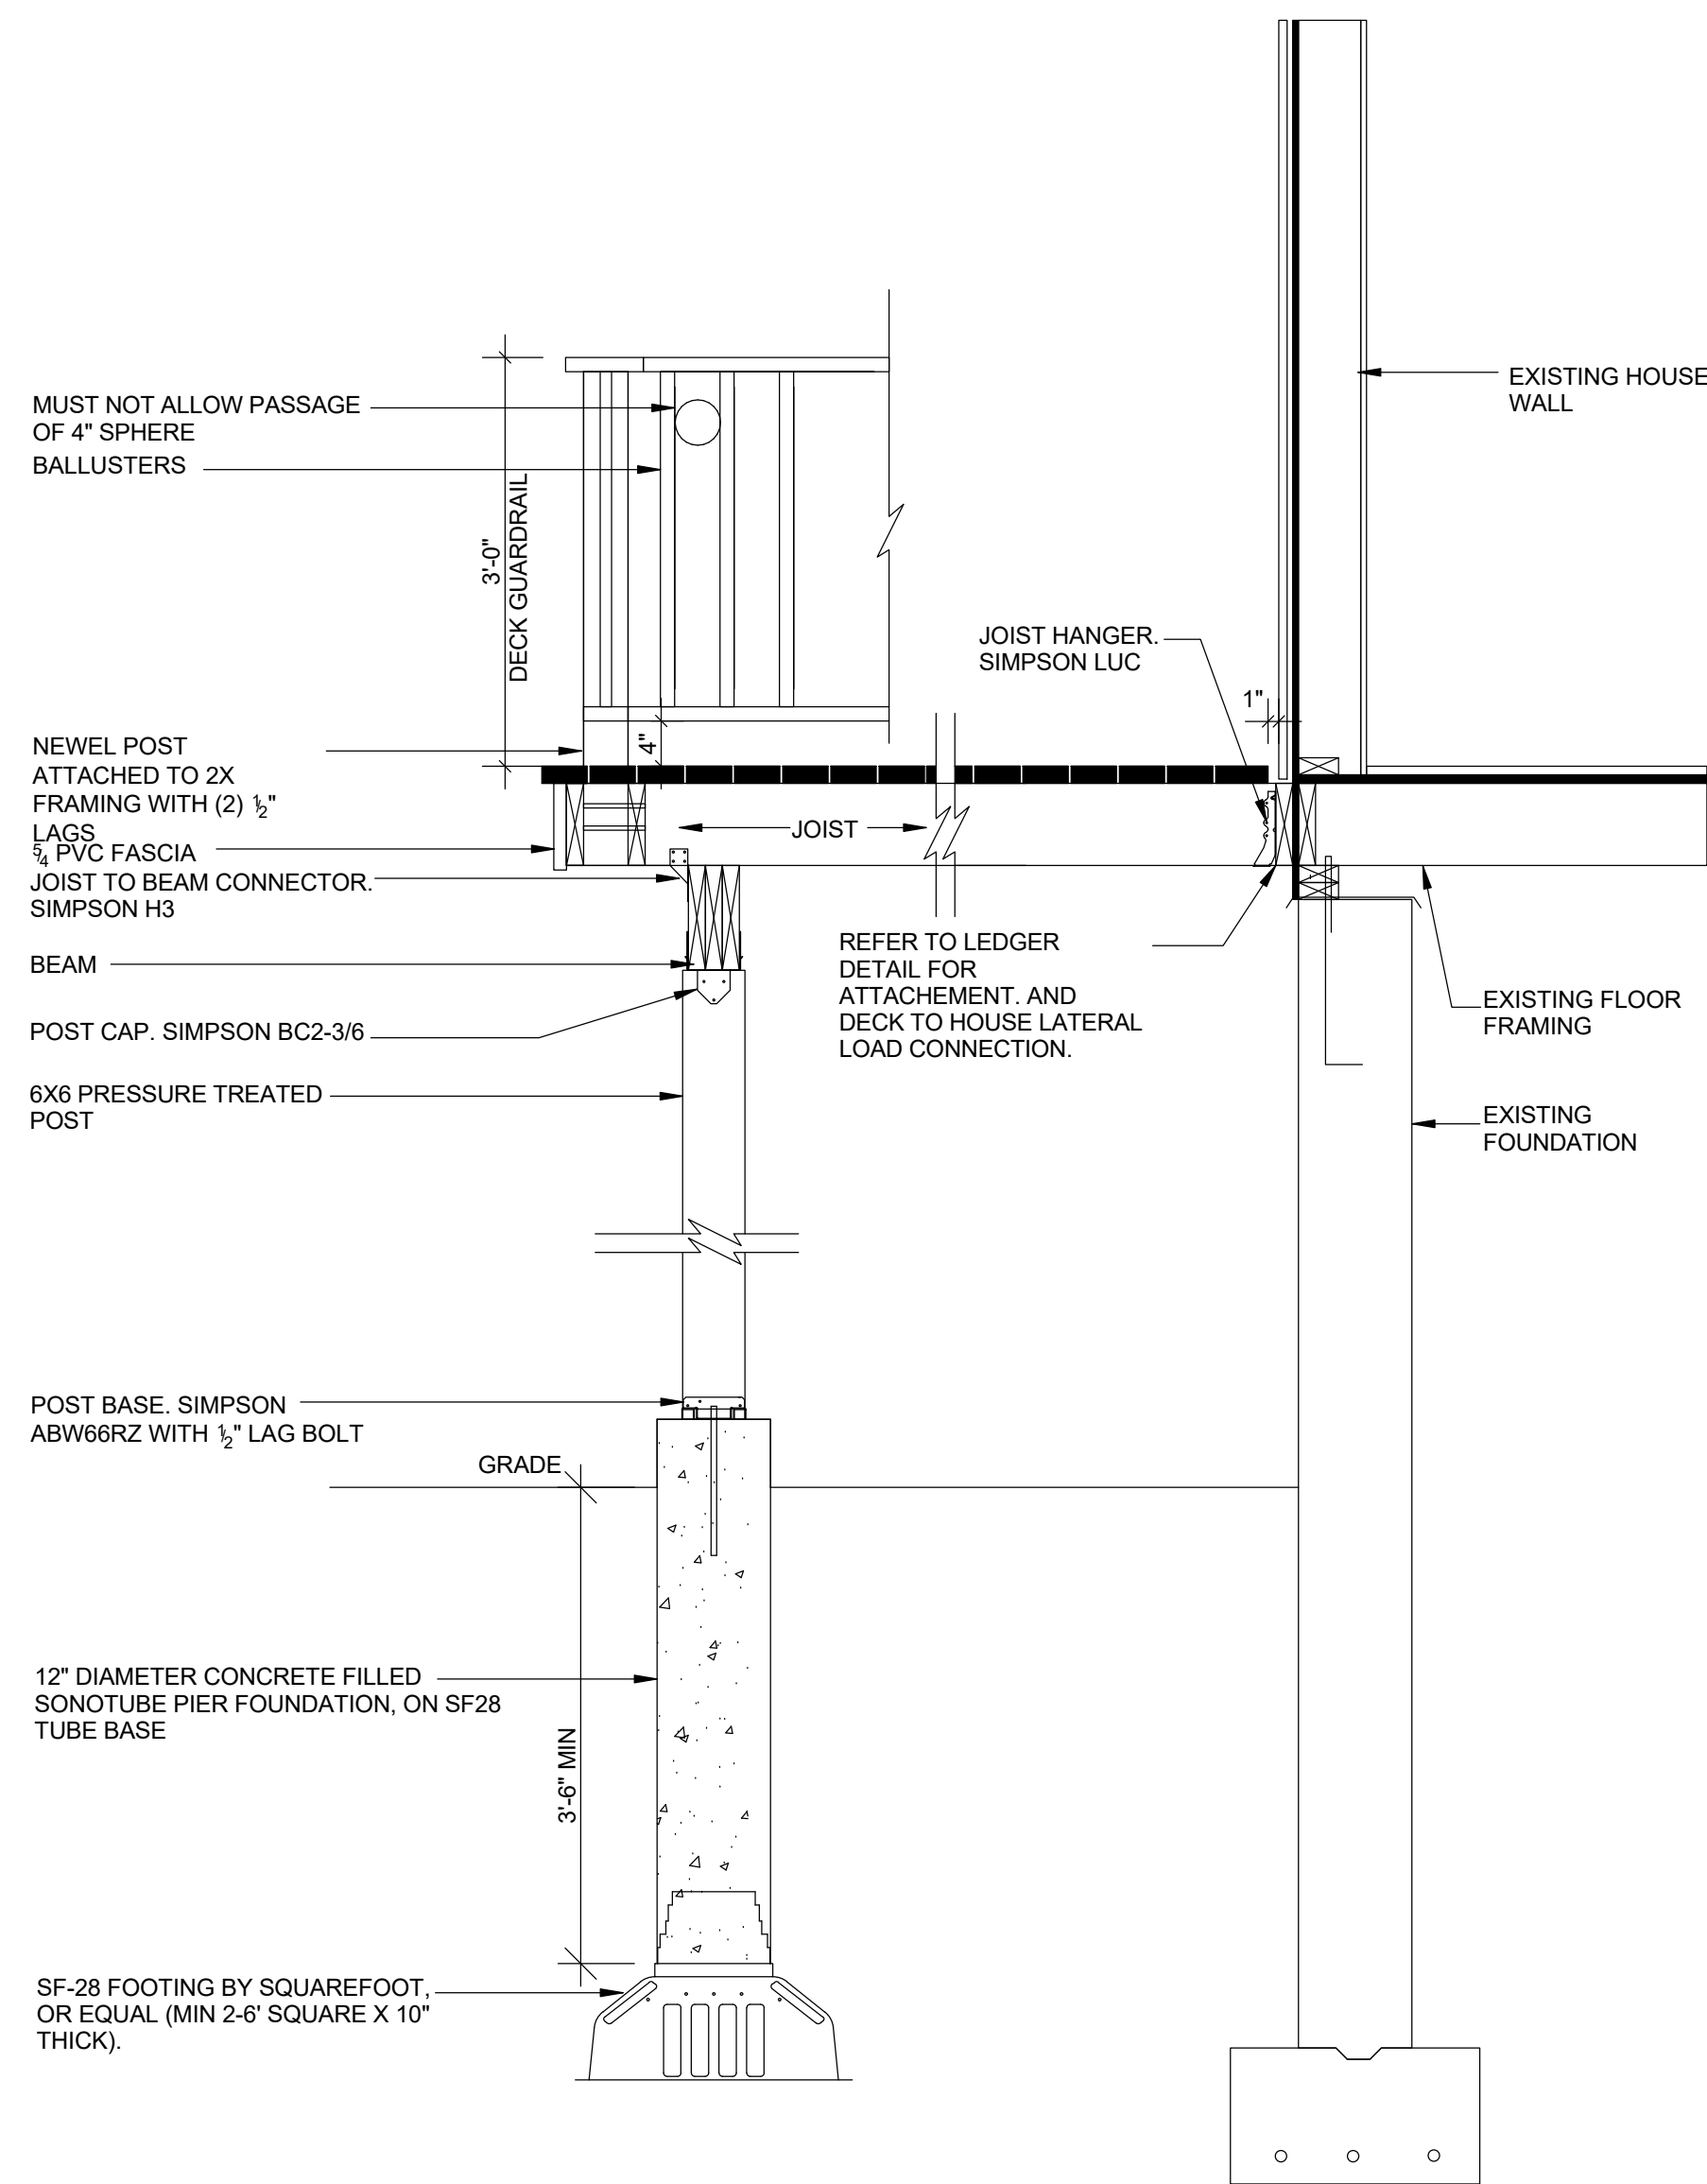 MUST NOT ALLOW PASSAGE
OF 4" SPHERE
BALLUSTERS
3'-0"
DECK GUARDRAIL
EXISTING HOUSE
WALL
JOIST HANGER.
SIMPSON LUC
1"
4"
NEWEL POST
ATTACHED TO 2X
FRAMING WITH (2) 1/2"
LAGS
5/4 PVC FASCIA
JOIST
JOIST TO BEAM CONNECTOR.
SIMPSON H3
BEAM
REFER TO LEDGER
DETAIL FOR
ATTACHEMENT. AND
DECK TO HOUSE LATERAL
LOAD CONNECTION.
POST CAP. SIMPSON BC2-3/6
EXISTING FLOOR
FRAMING
6X6 PRESSURE TREATED
POST
EXISTING
FOUNDATION
POST BASE. SIMPSON
ABW66RZ WITH 1/2" LAG BOLT
GRADE
12" DIAMETER CONCRETE FILLED
SONOTUBE PIER FOUNDATION, ON SF28
TUBE BASE
3'-6" MIN
SF-28 FOOTING BY SQUAREFOOT,
OR EQUAL (MIN 2-6' SQUARE X 10"
THICK).